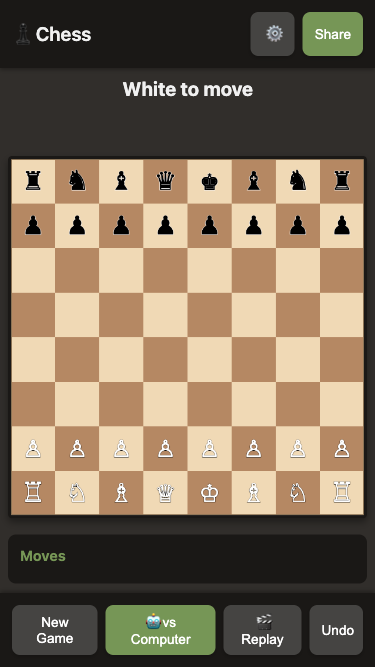 Chess
Share
White to move
Moves
New
Game
vs
Computer
Replay
Undo